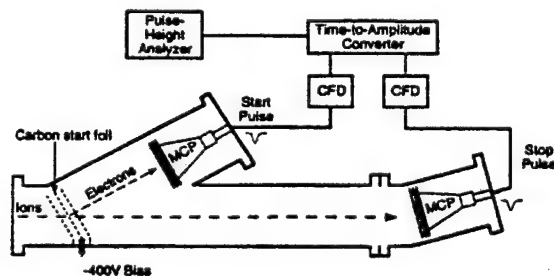 Pulse-
Height
Analyzer
Time-to-Amplitude
Converter
CFD
CFD
Start
Pulse
Carbon start foil
MCP
Electrons
Stop
Pulse
Ions
MCP
-400V Bias